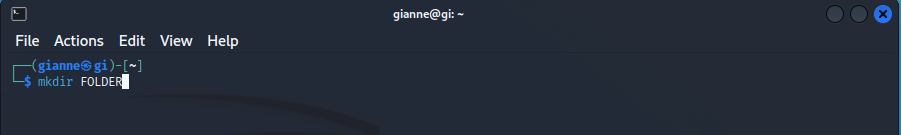 gianne@gi: ~
File Actions Edit View Help
┌──(gianne㉿gi)-[~]
└─$ mkdir FOLDER